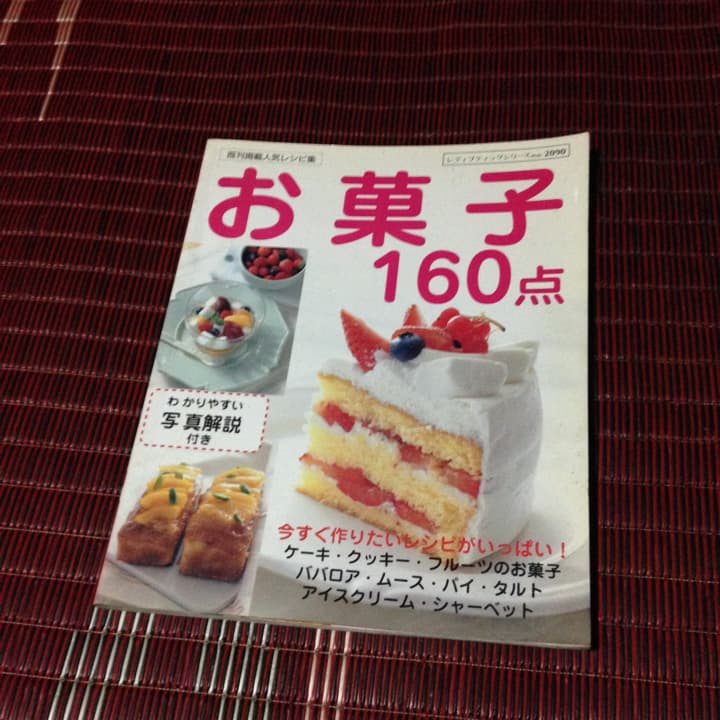 既刊掲載人気レシピ集
レディブティックシリーズno.2090
お菓子
160点
わかりやすい
写真解説
付き
今すぐ作りたいレシピがいっぱい！
ケーキ・クッキー・フルーツのお菓子
ババロア・ムース・パイ・タルト
アイスクリーム・シャーベット